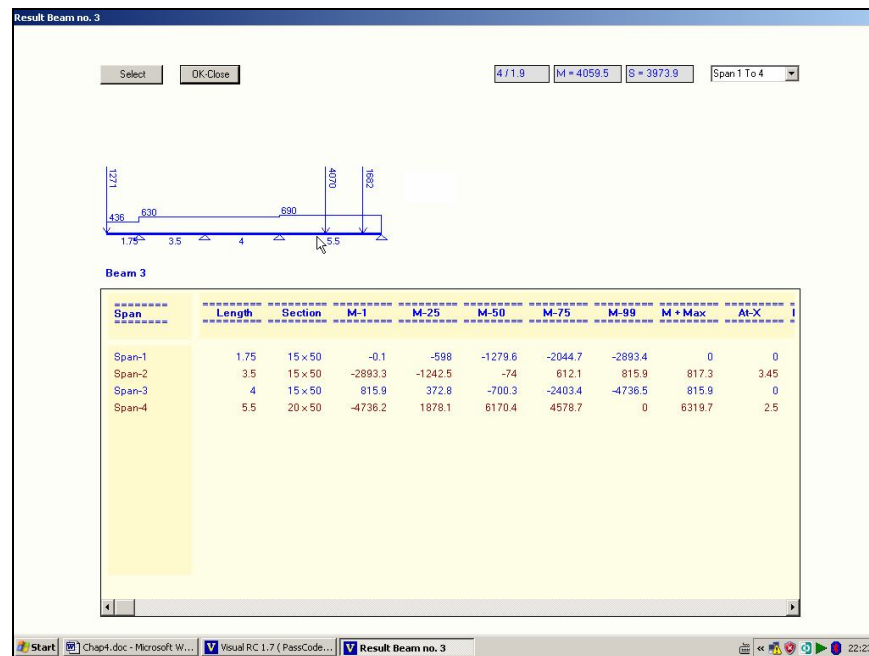 Result Beam no. 3
Select OK-Close 4 / 1.9 M = 4059.5 S = 3973.9 Span 1 To 4
1271 4070 1682
436 630 690
1.75 3.5 4 5.5
Beam 3
Span Length Section M-1 M-25 M-50 M-75 M-99 M + Max At-X
Span-1 1.75 15 × 50 -0.1 -598 -1279.6 -2044.7 -2893.4 0 0
Span-2 3.5 15 × 50 -2893.3 -1242.5 -74 612.1 815.9 817.3 3.45
Span-3 4 15 × 50 815.9 372.8 -700.3 -2403.4 -4736.5 815.9 0
Span-4 5.5 20 × 50 -4736.2 1878.1 6170.4 4578.7 0 6319.7 2.5
Start Chap4.doc - Microsoft W... Visual RC 1.7 ( PassCode... Result Beam no. 3